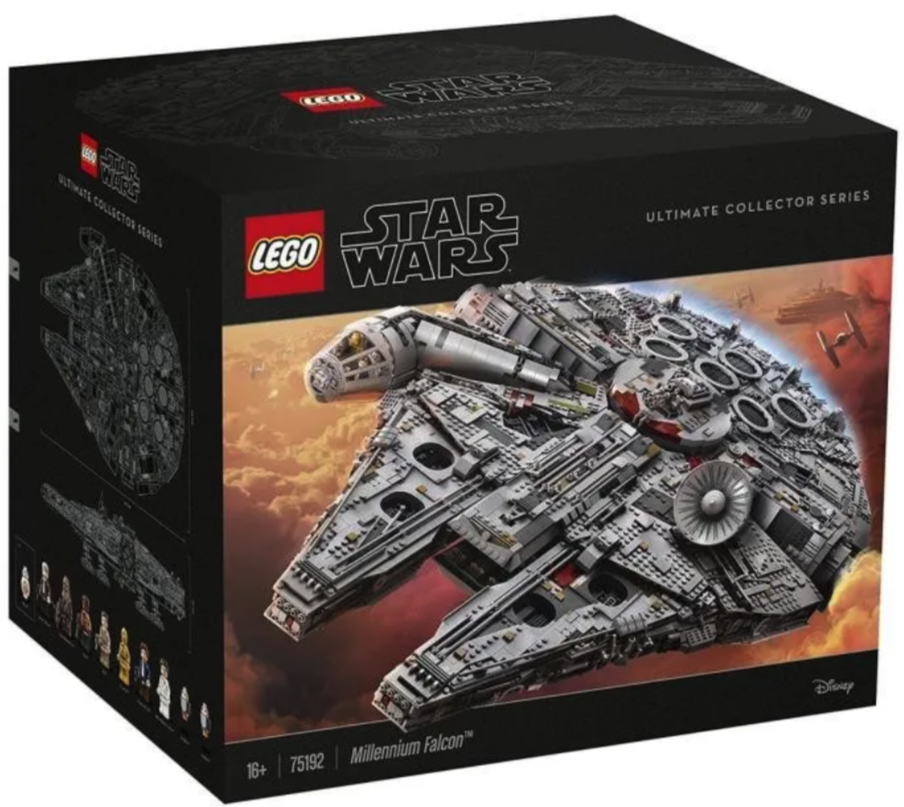 LEGO
STAR
WARS
ULTIMATE COLLECTOR SERIES
LEGO
STAR
WARS
ULTIMATE COLLECTOR SERIES
LEGO
STAR
WARS
ULTIMATE COLLECTOR SERIES
Disney
16+ | 75192 | Millennium Falcon™